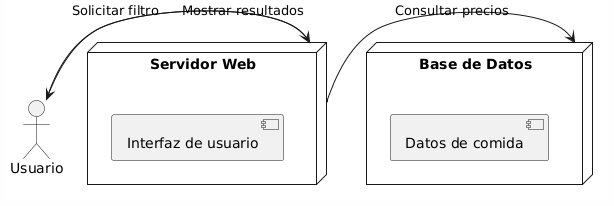 Solicitar filtro
Mostrar resultados
Consultar precios
Servidor Web
Base de Datos
Interfaz de usuario
Datos de comida
Usuario